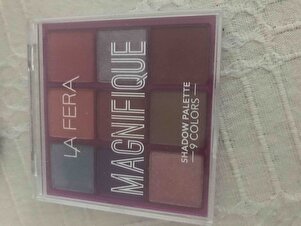 LA FERA
MAGNIFIQUE
SHADOW PALETTE
9 COLORS